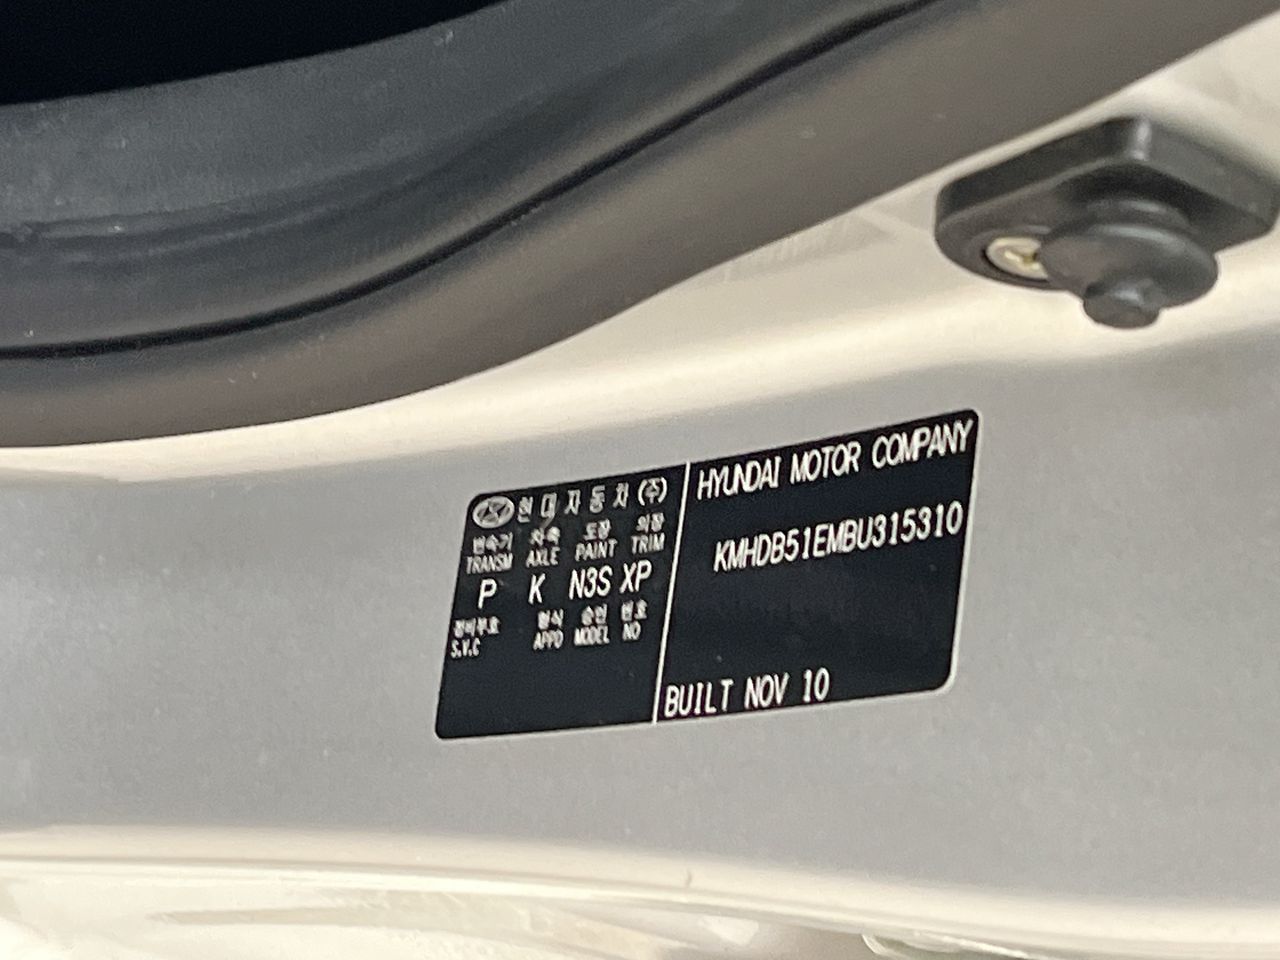 현대자동차(주)
변속기 차축 도장 의장
TRANSM AXLE PAINT TRIM
P K N3S XP
정비부호 형식 승인 번호
S.V.C APPD MODEL NO
HYUNDAI MOTOR COMPANY
KMHDB51EMBU315310
BUILT NOV 10